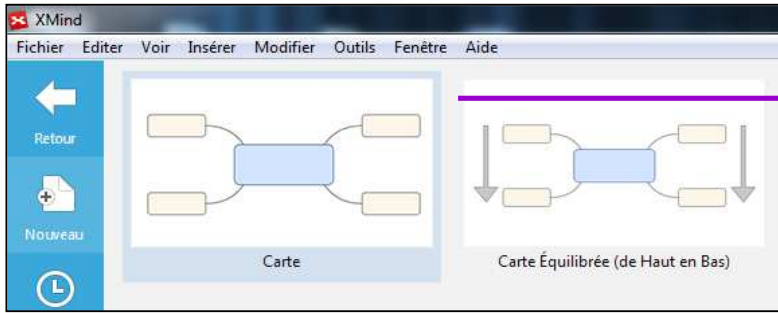 XMind
Fichier Editer Voir Insérer Modifier Outils Fenêtre Aide
Retour
Nouveau
Carte
Carte Équilibrée (de Haut en Bas)